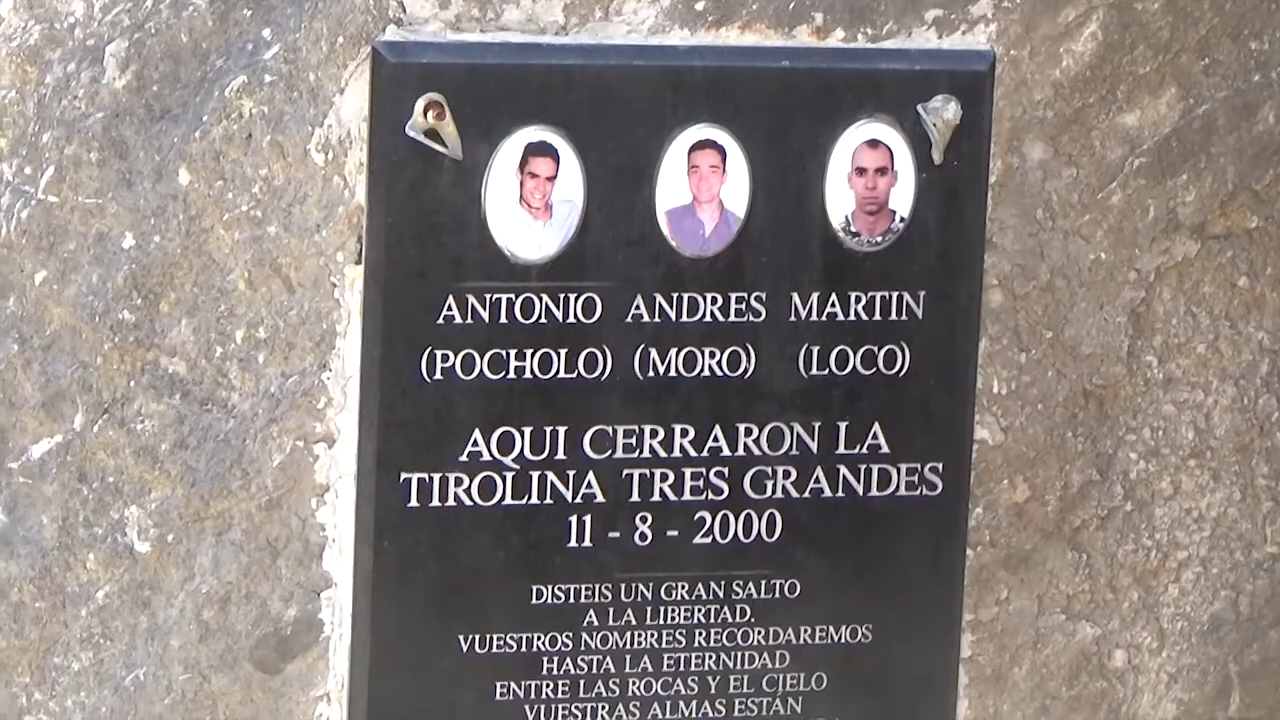 ANTONIO ANDRES MARTIN
(POCHOLO) (MORO) (LOCO)
AQUI CERRARON LA
TIROLINA TRES GRANDES
11 - 8 - 2000
DISTEIS UN GRAN SALTO
A LA LIBERTAD.
VUESTROS NOMBRES RECORDAREMOS
HASTA LA ETERNIDAD
ENTRE LAS ROCAS Y EL CIELO
VUESTRAS ALMAS ESTÁN